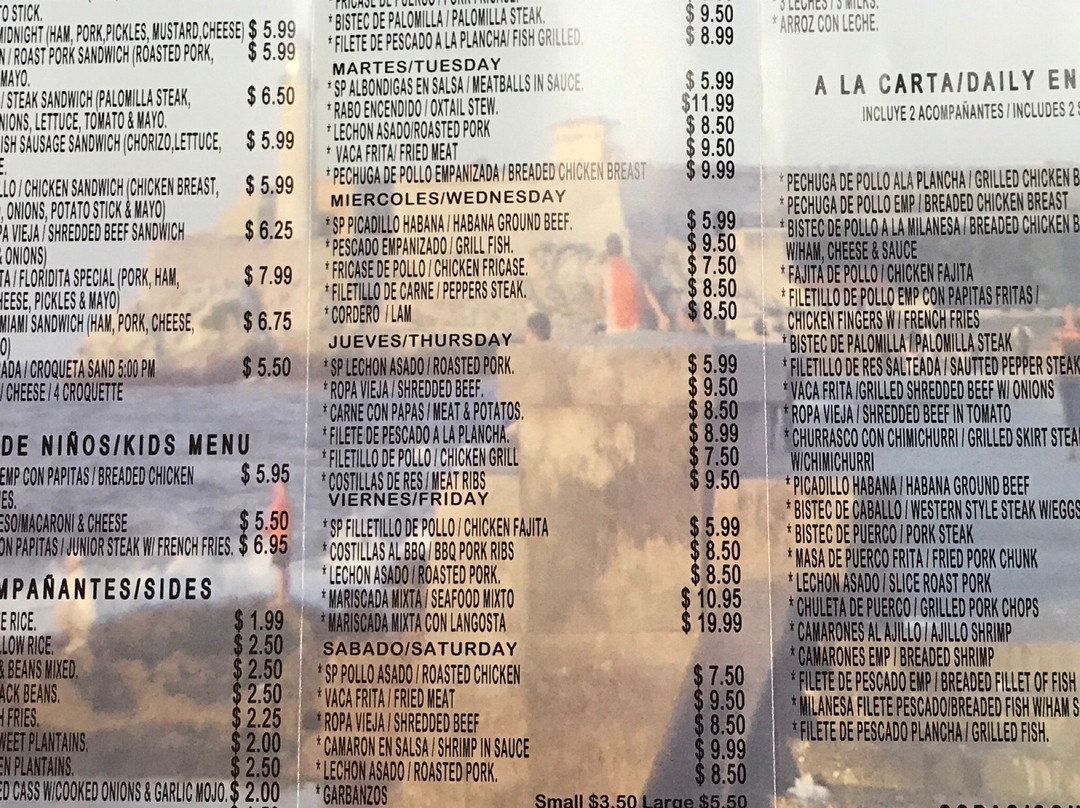 TO STICK.
MIDNIGHT (HAM, PORK,PICKLES, MUSTARD,CHEESE) $ 5.99
/ ROAST PORK SANDWICH (ROASTED PORK, $ 5.99
MAYO.
/ STEAK SANDWICH (PALOMILLA STEAK, $ 6.50
NIONS, LETTUCE, TOMATO & MAYO.
ISH SAUSAGE SANDWICH (CHORIZO,LETTUCE, $ 5.99
E.
LLO / CHICKEN SANDWICH (CHICKEN BREAST, $ 5.99
, ONIONS, POTATO STICK & MAYO)
PA VIEJA / SHREDDED BEEF SANDWICH $ 6.25
& ONIONS)
TA / FLORIDITA SPECIAL (PORK, HAM, $ 7.99
HEESE, PICKLES & MAYO)
MIAMI SANDWICH (HAM, PORK, CHEESE, $ 6.75
O)
ADA / CROQUETA SAND 5:00 PM $ 5.50
/ CHEESE / 4 CROQUETTE
DE NIÑOS/KIDS MENU
EMP CON PAPITAS / BREADED CHICKEN $ 5.95
ES.
ESO/MACARONI & CHEESE $ 5.50
ON PAPITAS / JUNIOR STEAK W/ FRENCH FRIES. $ 6.95
MPAÑANTES/SIDES
E RICE. $ 1.99
LOW RICE. $ 2.50
& BEANS MIXED. $ 2.50
ACK BEANS. $ 2.50
H FRIES. $ 2.25
WEET PLANTAINS. $ 2.00
EN PLANTAINS. $ 2.50
ED CASS W/COOKED ONIONS & GARLIC MOJO. $ 2.00
* BISTEC DE PALOMILLA / PALOMILLA STEAK. $ 9.50
* FILETE DE PESCADO A LA PLANCHA/ FISH GRILLED. $ 8.99
MARTES/TUESDAY
* SP ALBONDIGAS EN SALSA / MEATBALLS IN SAUCE. $ 5.99
* RABO ENCENDIDO / OXTAIL STEW. $11.99
* LECHON ASADO/ROASTED PORK $ 8.50
* VACA FRITA/ FRIED MEAT $ 9.50
* PECHUGA DE POLLO EMPANIZADA / BREADED CHICKEN BREAST $ 9.99
MIERCOLES/WEDNESDAY
* SP PICADILLO HABANA / HABANA GROUND BEEF. $ 5.99
* PESCADO EMPANIZADO / GRILL FISH. $ 9.50
* FRICASE DE POLLO / CHICKEN FRICASE. $ 7.50
* FILETILLO DE CARNE / PEPPERS STEAK. $ 8.50
* CORDERO / LAM $ 8.50
JUEVES/THURSDAY
* SP LECHON ASADO / ROASTED PORK. $ 5.99
* ROPA VIEJA / SHREDDED BEEF. $ 9.50
* CARNE CON PAPAS / MEAT & POTATOS. $ 8.50
* FILETE DE PESCADO A LA PLANCHA. $ 8.99
* FILETILLO DE POLLO / CHICKEN GRILL $ 7.50
* COSTILLAS DE RES / MEAT RIBS $ 9.50
VIERNES/FRIDAY
* SP FILLETILLO DE POLLO / CHICKEN FAJITA $ 5.99
* COSTILLAS AL BBQ / BBQ PORK RIBS $ 8.50
* LECHON ASADO / ROASTED PORK. $ 8.50
* MARISCADA MIXTA / SEAFOOD MIXTO $ 10.95
* MARISCADA MIXTA CON LANGOSTA $ 19.99
SABADO/SATURDAY
* SP POLLO ASADO / ROASTED CHICKEN $ 7.50
* VACA FRITA / FRIED MEAT $ 9.50
* ROPA VIEJA / SHREDDED BEEF $ 8.50
* CAMARON EN SALSA / SHRIMP IN SAUCE $ 9.99
* LECHON ASADO / ROASTED PORK. $ 8.50
* GARBANZOS Small $3.50 Large $5.50
* 3 LECHES / 3 MILKS.
* ARROZ CON LECHE.
A LA CARTA/DAILY EN
INCLUYE 2 ACOMPAÑANTES / INCLUDES 2 S
* PECHUGA DE POLLO ALA PLANCHA / GRILLED CHICKEN B
* PECHUGA DE POLLO EMP / BREADED CHICKEN BREAST
* BISTEC DE POLLO A LA MILANESA / BREADED CHICKEN B
W/HAM, CHEESE & SAUCE
* FAJITA DE POLLO / CHICKEN FAJITA
* FILETILLO DE POLLO EMP CON PAPITAS FRITAS /
CHICKEN FINGERS W / FRENCH FRIES
* BISTEC DE PALOMILLA / PALOMILLA STEAK
* FILETILLO DE RES SALTEADA / SAUTTED PEPPER STEAK
* VACA FRITA /GRILLED SHREDDED BEEF W/ ONIONS
* ROPA VIEJA / SHREDDED BEEF IN TOMATO
* CHURRASCO CON CHIMICHURRI / GRILLED SKIRT STEA
W/CHIMICHURRI
* PICADILLO HABANA / HABANA GROUND BEEF
* BISTEC DE CABALLO / WESTERN STYLE STEAK W/EGGS
* BISTEC DE PUERCO / PORK STEAK
* MASA DE PUERCO FRITA / FRIED PORK CHUNK
* LECHON ASADO / SLICE ROAST PORK
* CHULETA DE PUERCO / GRILLED PORK CHOPS
* CAMARONES AL AJILLO / AJILLO SHRIMP
* CAMARONES EMP / BREADED SHRIMP
* FILETE DE PESCADO EMP / BREADED FILLET OF FISH
* MILANESA FILETE PESCADO/BREADED FISH W/HAM S
* FILETE DE PESCADO PLANCHA / GRILLED FISH.